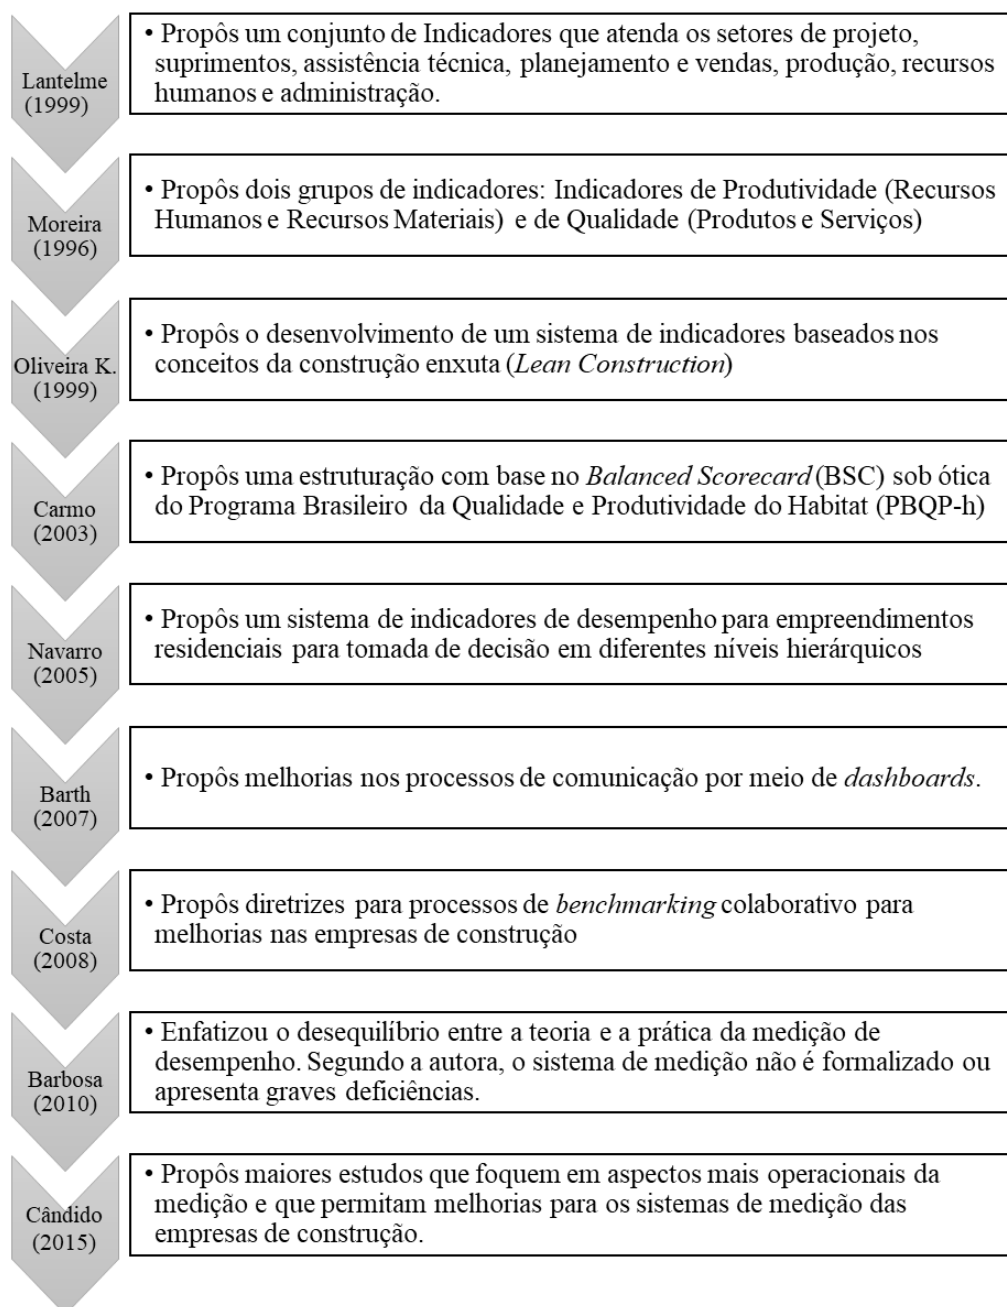 Lantelme
(1999)
• Propôs um conjunto de Indicadores que atenda os setores de projeto,
suprimentos, assistência técnica, planejamento e vendas, produção, recursos
humanos e administração.
Moreira
(1996)
• Propôs dois grupos de indicadores: Indicadores de Produtividade (Recursos
Humanos e Recursos Materiais) e de Qualidade (Produtos e Serviços)
Oliveira K.
(1999)
• Propôs o desenvolvimento de um sistema de indicadores baseados nos
conceitos da construção enxuta (Lean Construction)
Carmo
(2003)
• Propôs uma estruturação com base no Balanced Scorecard (BSC) sob ótica
do Programa Brasileiro da Qualidade e Produtividade do Habitat (PBQP-h)
Navarro
(2005)
• Propôs um sistema de indicadores de desempenho para empreendimentos
residenciais para tomada de decisão em diferentes níveis hierárquicos
Barth
(2007)
• Propôs melhorias nos processos de comunicação por meio de dashboards.
Costa
(2008)
• Propôs diretrizes para processos de benchmarking colaborativo para
melhorias nas empresas de construção
Barbosa
(2010)
• Enfatizou o desequilíbrio entre a teoria e a prática da medição de
desempenho. Segundo a autora, o sistema de medição não é formalizado ou
apresenta graves deficiências.
Cândido
(2015)
• Propôs maiores estudos que foquem em aspectos mais operacionais da
medição e que permitam melhorias para os sistemas de medição das
empresas de construção.